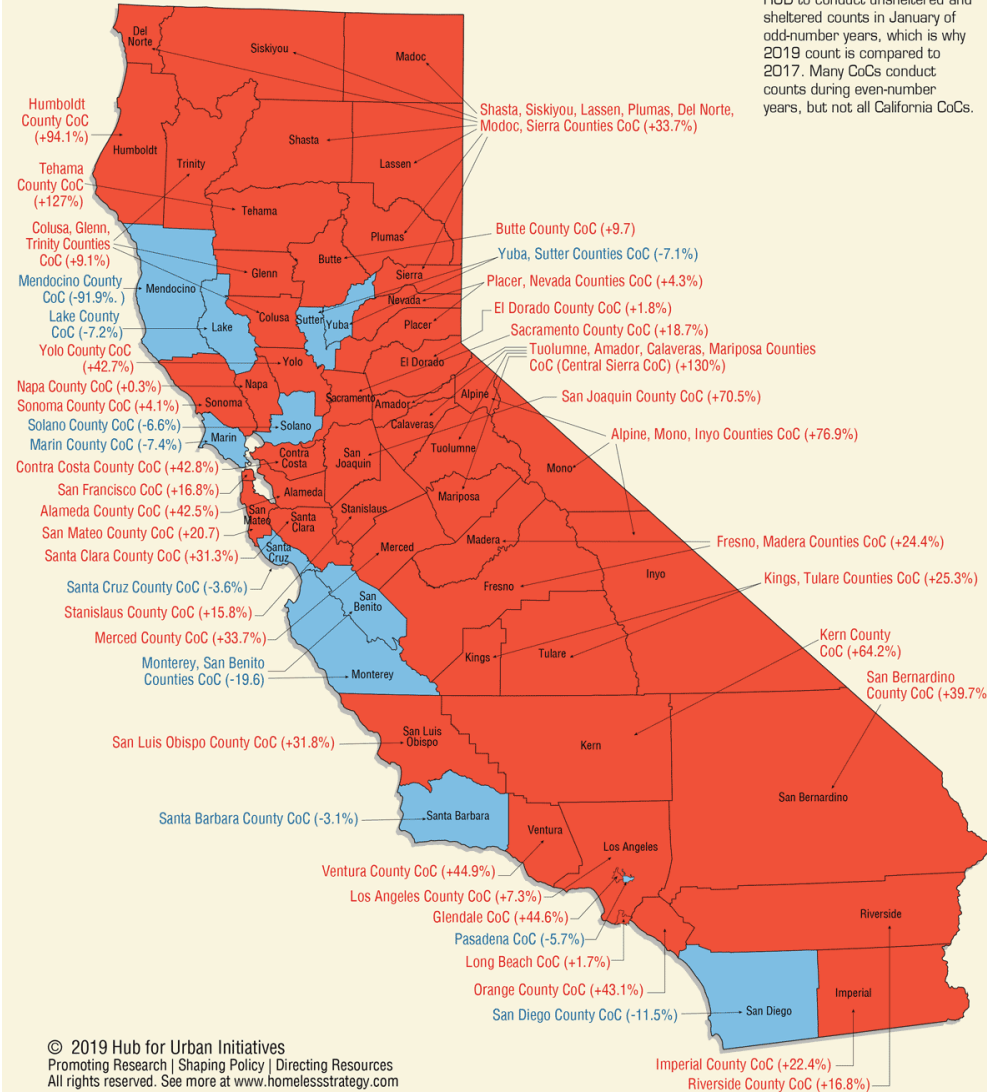 HUD to conduct unsheltered and
sheltered counts in January of
odd-number years, which is why
2019 count is compared to
2017. Many CoCs conduct
counts during even-number
years, but not all California CoCs.
Del
Norte
Siskiyou
Madoc
Humboldt
County CoC
(+94.1%)
Shasta, Siskiyou, Lassen, Plumas, Del Norte,
Modoc, Sierra Counties CoC (+33.7%)
Humboldt
Trinity
Shasta
Lassen
Tehama
County CoC
(+127%)
Tehama
Plumas
Colusa, Glenn,
Trinity Counties
CoC (+9.1%)
Butte County CoC (+9.7)
Yuba, Sutter Counties CoC (-7.1%)
Butte
Glenn
Sierra
Placer, Nevada Counties CoC (+4.3%)
Mendocino County
CoC (-91.9%. )
Mendocino
Nevada
El Dorado County CoC (+1.8%)
Lake County
CoC (-7.2%)
Lake
Colusa
Sutter
Yuba
Placer
Sacramento County CoC (+18.7%)
Tuolumne, Amador, Calaveras, Mariposa Counties
CoC (Central Sierra CoC) (+130%)
Yolo County CoC
(+42.7%)
Yolo
El Dorado
Napa County CoC (+0.3%)
Napa
Sacramento
Amador
Alpine
San Joaquin County CoC (+70.5%)
Sonoma County CoC (+4.1%)
Sonoma
Solano County CoC (-6.6%)
Solano
Calaveras
Alpine, Mono, Inyo Counties CoC (+76.9%)
Marin County CoC (-7.4%)
Marin
Tuolumne
Contra Costa County CoC (+42.8%)
Contra
Costa
San
Joaquin
Mono
San Francisco CoC (+16.8%)
Alameda
Mariposa
Alameda County CoC (+42.5%)
San
Mateo
Santa
Clara
Stanislaus
San Mateo County CoC (+20.7)
Santa Clara County CoC (+31.3%)
Santa
Cruz
Merced
Madera
Fresno, Madera Counties CoC (+24.4%)
Santa Cruz County CoC (-3.6%)
Fresno
Inyo
Kings, Tulare Counties CoC (+25.3%)
Stanislaus County CoC (+15.8%)
San
Benito
Merced County CoC (+33.7%)
Kern County
CoC (+64.2%)
Monterey, San Benito
Counties CoC (-19.6)
Monterey
Kings
Tulare
San Bernardino
County CoC (+39.7%
San Luis Obispo County CoC (+31.8%)
San Luis
Obispo
Kern
San Bernardino
Santa Barbara County CoC (-3.1%)
Santa Barbara
Ventura
Los Angeles
Ventura County CoC (+44.9%)
Los Angeles County CoC (+7.3%)
Glendale CoC (+44.6%)
Riverside
Pasadena CoC (-5.7%)
Long Beach CoC (+1.7%)
Orange County CoC (+43.1%)
Imperial
San Diego County CoC (-11.5%)
San Diego
© 2019 Hub for Urban Initiatives
Promoting Research | Shaping Policy | Directing Resources
All rights reserved. See more at www.homelessstrategy.com
Imperial County CoC (+22.4%)
Riverside County CoC (+16.8%)